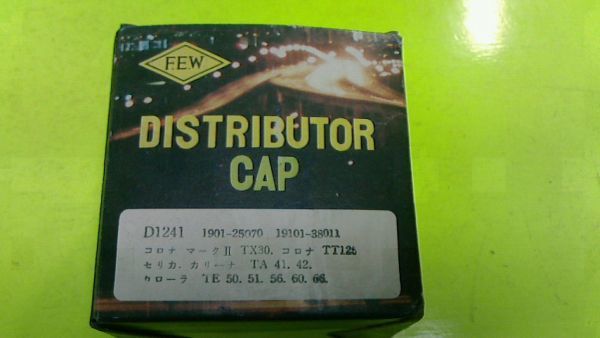 F.E.W
DISTRIBUTOR
CAP
D1241 1901-25070 19101-38011
コロナ マークⅡ TX30. コロナ TT125
セリカ. カリーナ TA 41. 42.
カローラ TE 50. 51. 56. 60. 66.